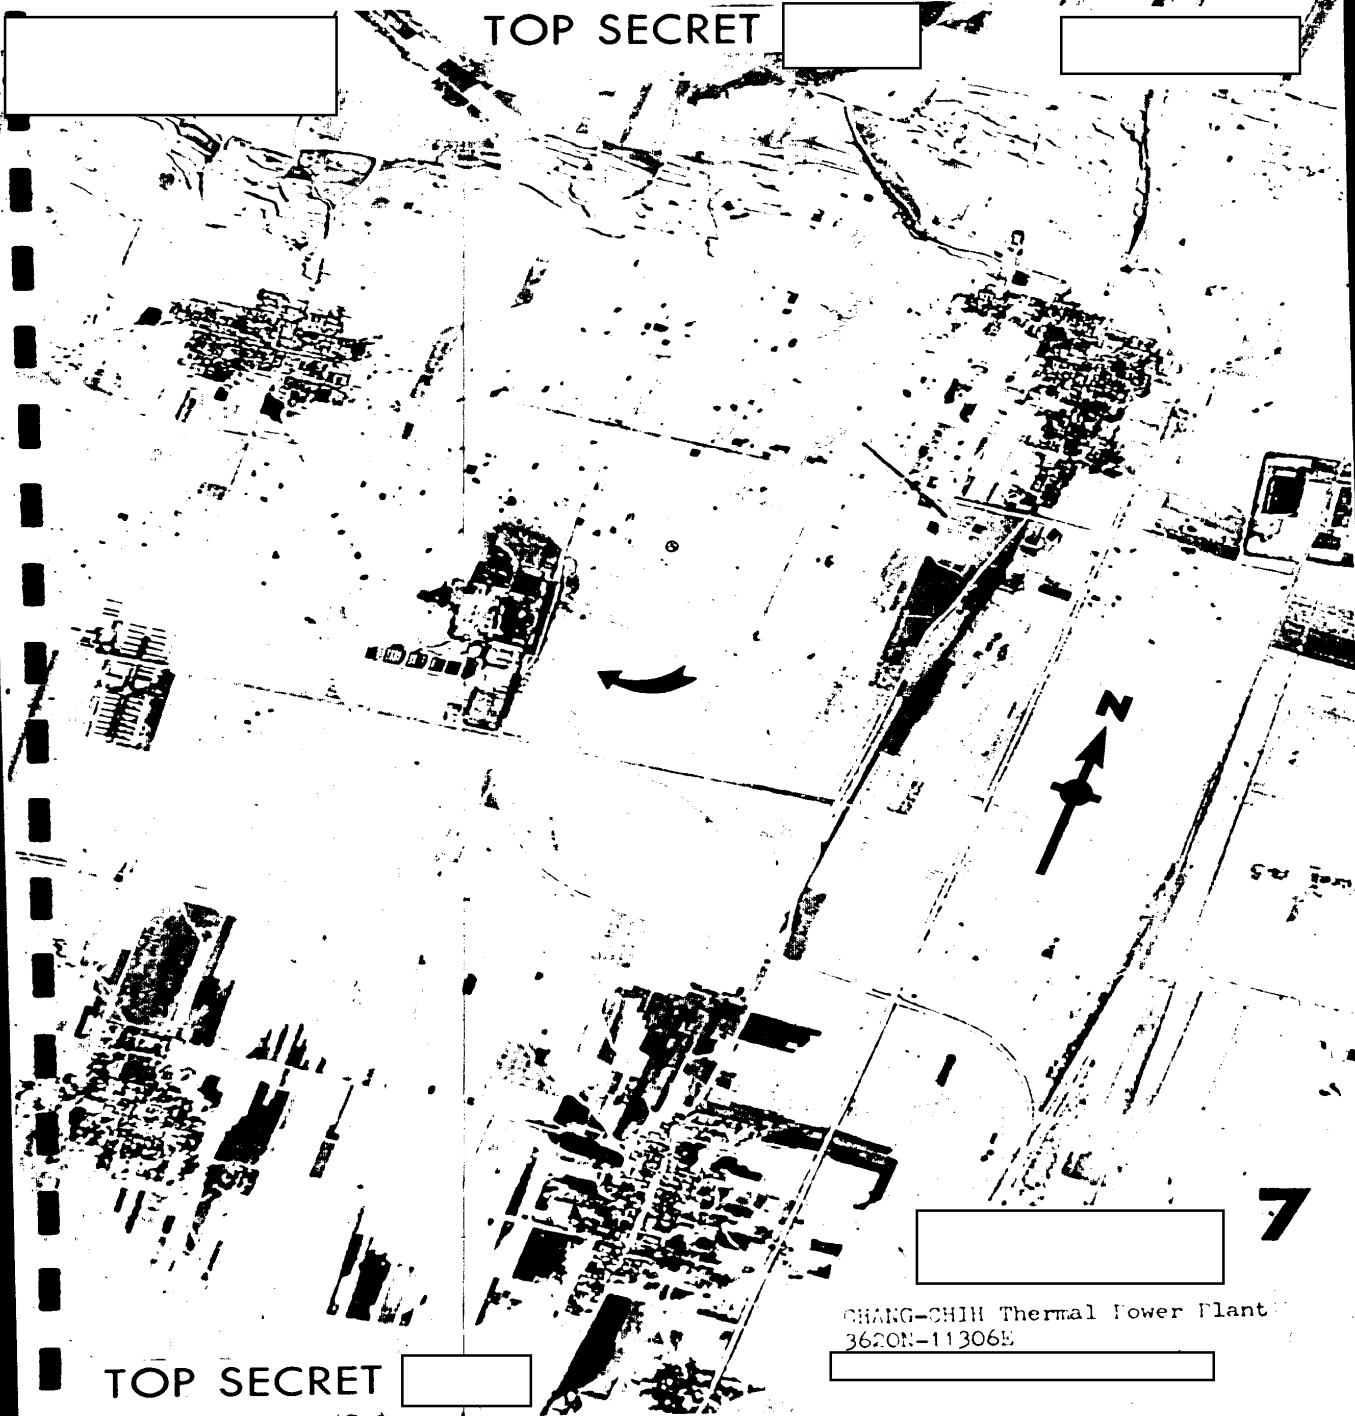 TOP SECRET
N
7
CHANG-CHIH Thermal Power Plant
3620N-11306E
TOP SECRET